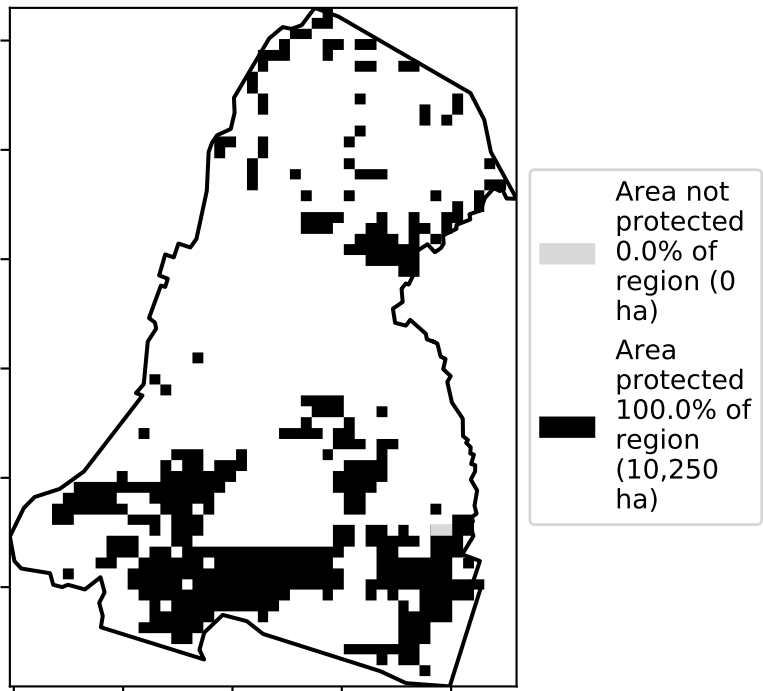 Area not
protected
0.0% of
region (0
ha)
Area
protected
100.0% of
region
(10,250
ha)